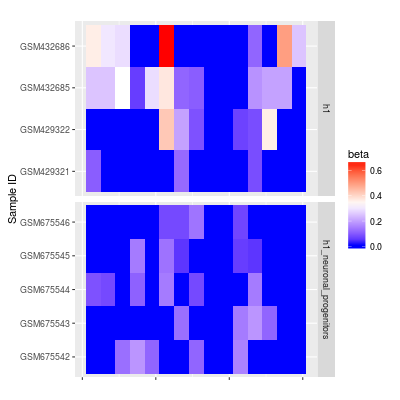 GSM432686
GSM432685
GSM429322
GSM429321
h1
GSM675546
GSM675545
GSM675544
GSM675543
GSM675542
h1_neuronal_progenitors
Sample ID
beta
0.6
0.4
0.2
0.0